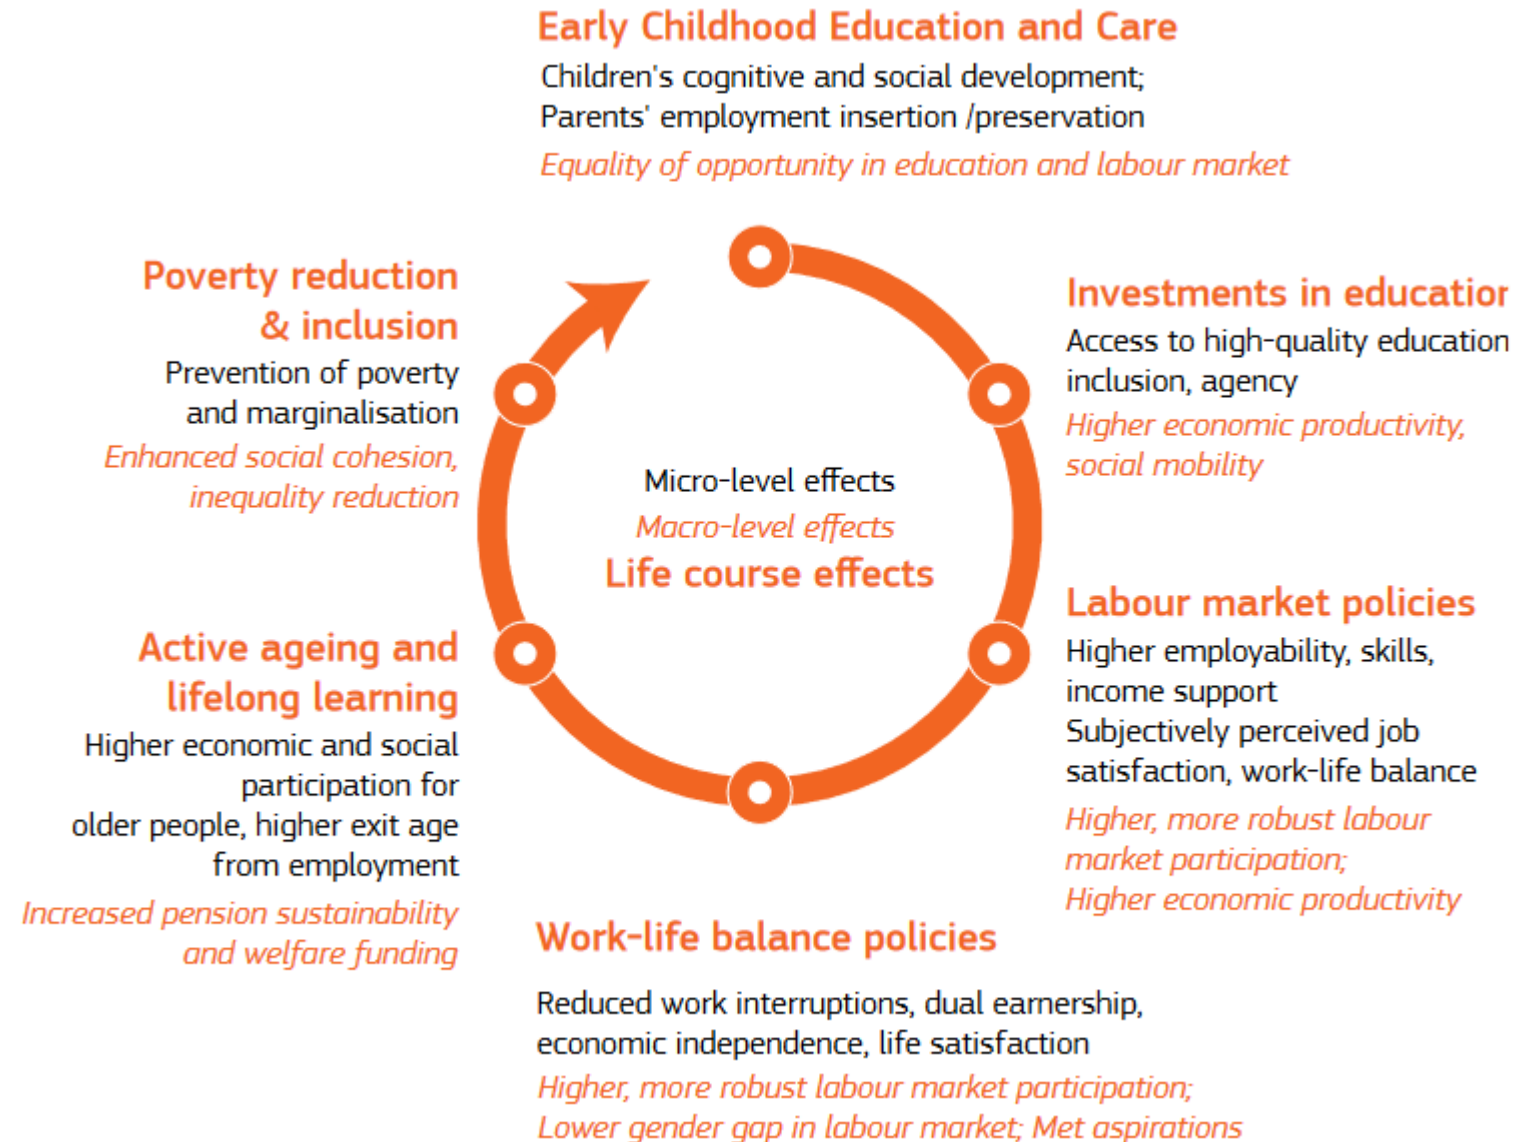 Early Childhood Education and Care
Children's cognitive and social development;
Parents' employment insertion /preservation
Equality of opportunity in education and labour market
Investments in education
Access to high-quality education
inclusion, agency
Higher economic productivity,
social mobility
Labour market policies
Higher employability, skills,
income support
Subjectively perceived job
satisfaction, work-life balance
Higher, more robust labour
market participation;
Higher economic productivity
Work-life balance policies
Reduced work interruptions, dual earnership,
economic independence, life satisfaction
Higher, more robust labour market participation;
Lower gender gap in labour market; Met aspirations
Active ageing and
lifelong learning
Higher economic and social
participation for
older people, higher exit age
from employment
Increased pension sustainability
and welfare funding
Poverty reduction
& inclusion
Prevention of poverty
and marginalisation
Enhanced social cohesion,
inequality reduction
Micro-level effects
Macro-level effects
Life course effects